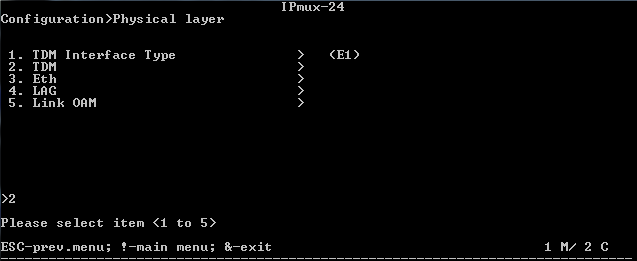 IPmux-24
Configuration>Physical layer
1. TDM Interface Type > (E1)
2. TDM >
3. Eth >
4. LAG >
5. Link OAM >
>2
Please select item <1 to 5>
ESC-prev.menu; !-main menu; &-exit 1 M/ 2 C